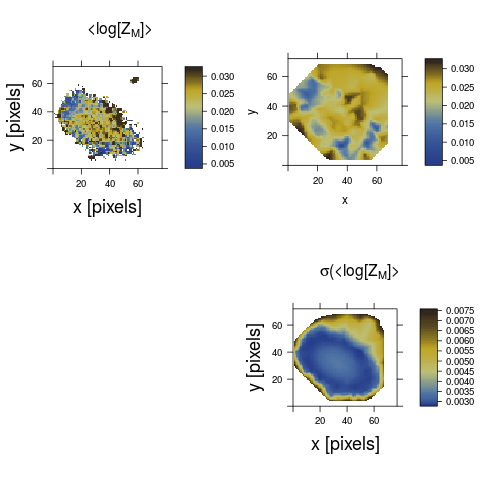 <log[Z_M]>
60
40
20
20 40 60
y [pixels]
x [pixels]
0.030
0.025
0.020
0.015
0.010
0.005
60
40
20
20 40 60
y
x
0.030
0.025
0.020
0.015
0.010
0.005
σ(<log[Z_M]>
60
40
20
20 40 60
y [pixels]
x [pixels]
0.0075
0.0070
0.0065
0.0060
0.0055
0.0050
0.0045
0.0040
0.0035
0.0030